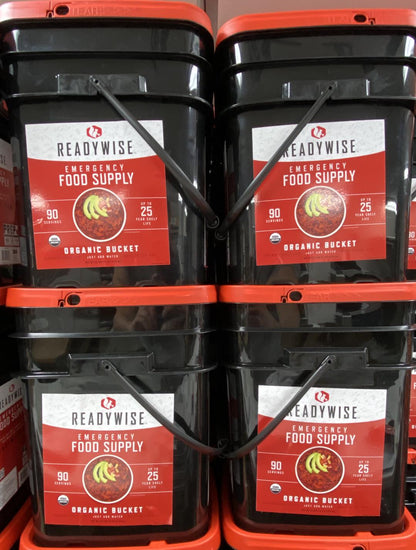 READYWISE
EMERGENCY
FOOD SUPPLY
90
SERVINGS
UP TO
25
YEAR SHELF
LIFE
ORGANIC BUCKET
JUST ADD WATER
READYWISE
EMERGENCY
FOOD SUPPLY
90
SERVINGS
UP TO
25
YEAR SHELF
LIFE
ORGANIC BUCKET
JUST ADD WATER
READYWISE
EMERGENCY
FOOD SUPPLY
90
SERVINGS
UP TO
25
YEAR SHELF
LIFE
ORGANIC BUCKET
JUST ADD WATER
READYWISE
EMERGENCY
FOOD SUPPLY
90
SERVINGS
UP TO
25
YEAR SHELF
LIFE
ORGANIC BUCKET
JUST ADD WATER